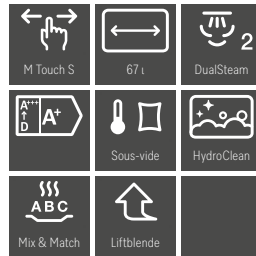 M Touch S
67 l
DualSteam
2
A+++
D
A+
Sous-vide
HydroClean
ABC
Mix & Match
Liftblende